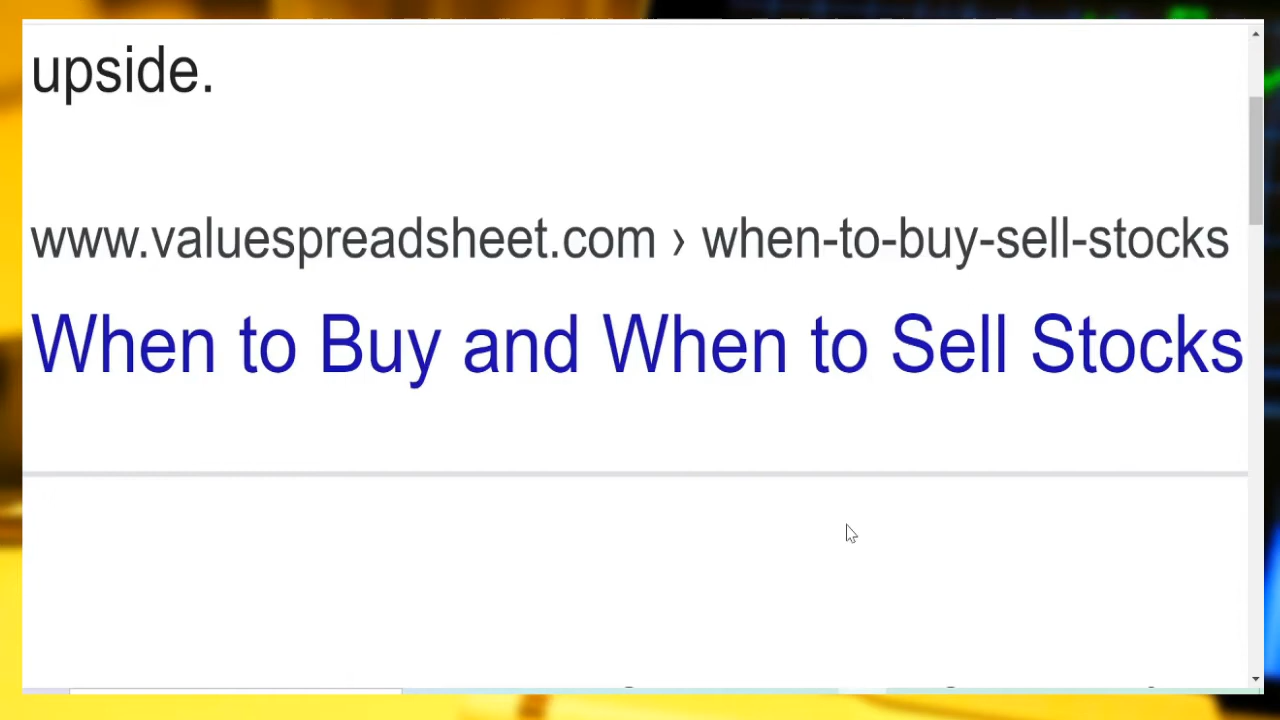 upside.
www.valuespreadsheet.com › when-to-buy-sell-stocks
When to Buy and When to Sell Stocks